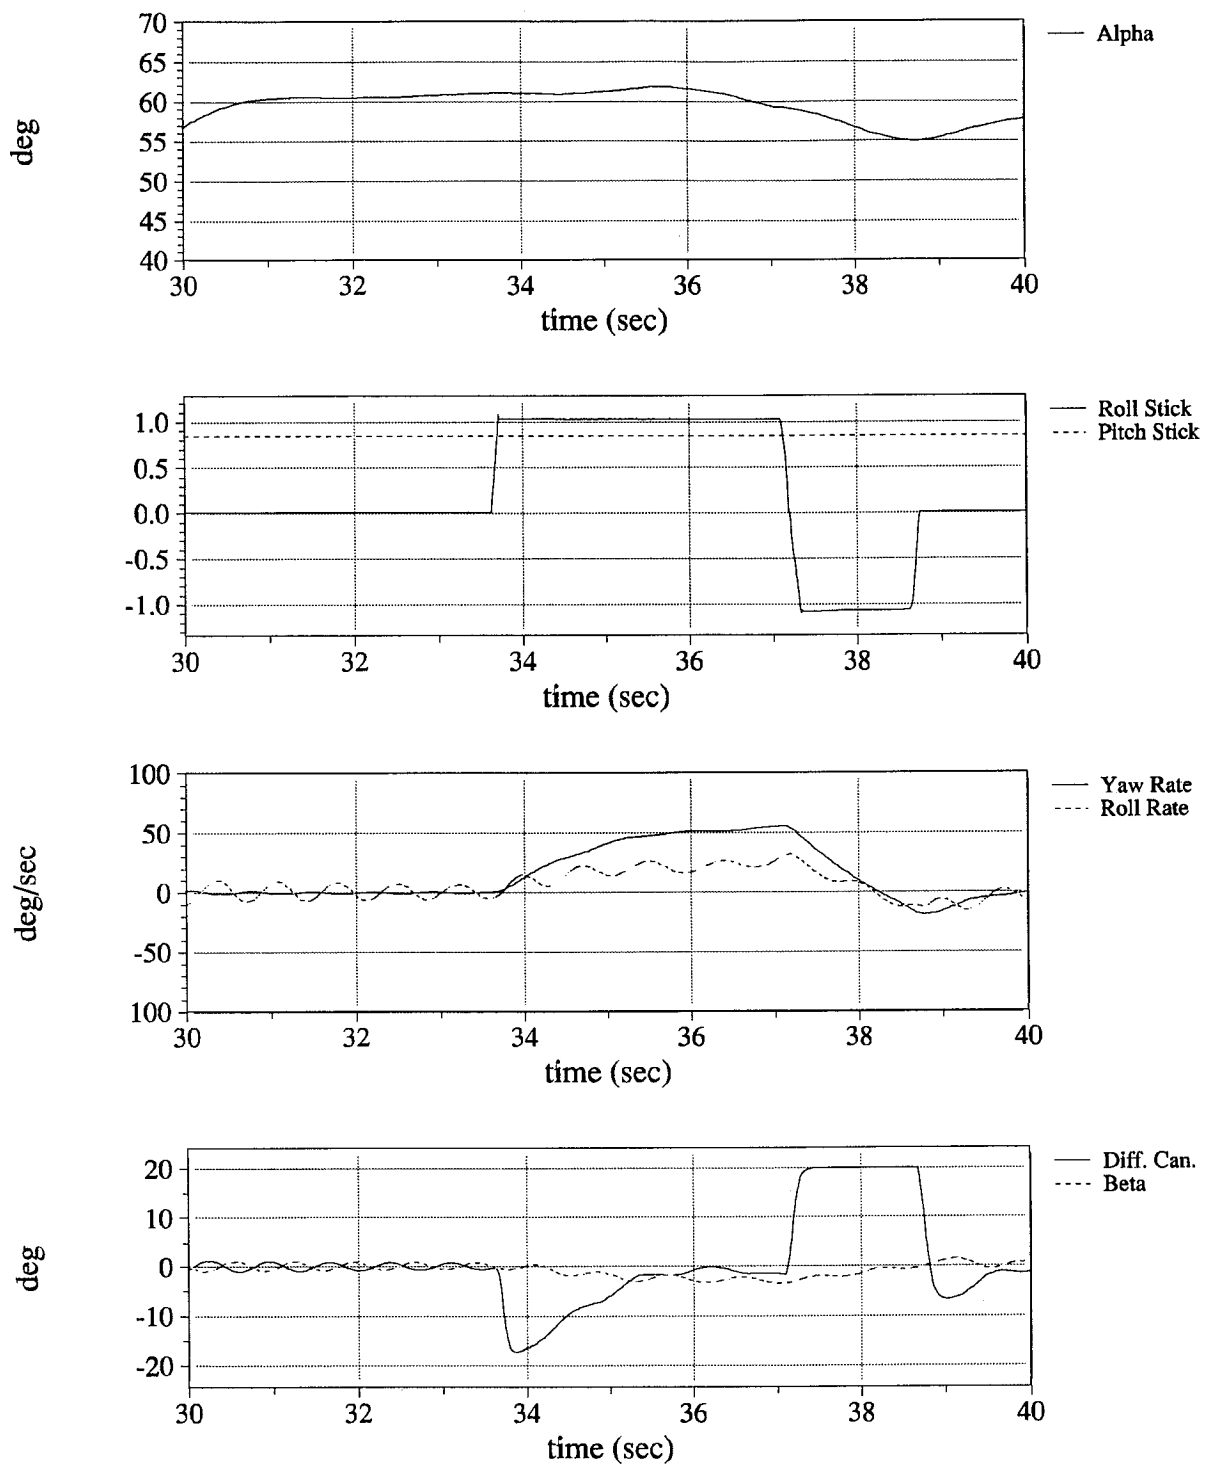 70
65
60
55
50
45
40
deg
Alpha
30 32 34 36 38 40
time (sec)
1.0
0.5
0.0
-0.5
-1.0
Roll Stick
Pitch Stick
30 32 34 36 38 40
time (sec)
100
50
0
-50
100
deg/sec
Yaw Rate
Roll Rate
30 32 34 36 38 40
time (sec)
20
10
0
-10
-20
deg
Diff. Can.
Beta
30 32 34 36 38 40
time (sec)